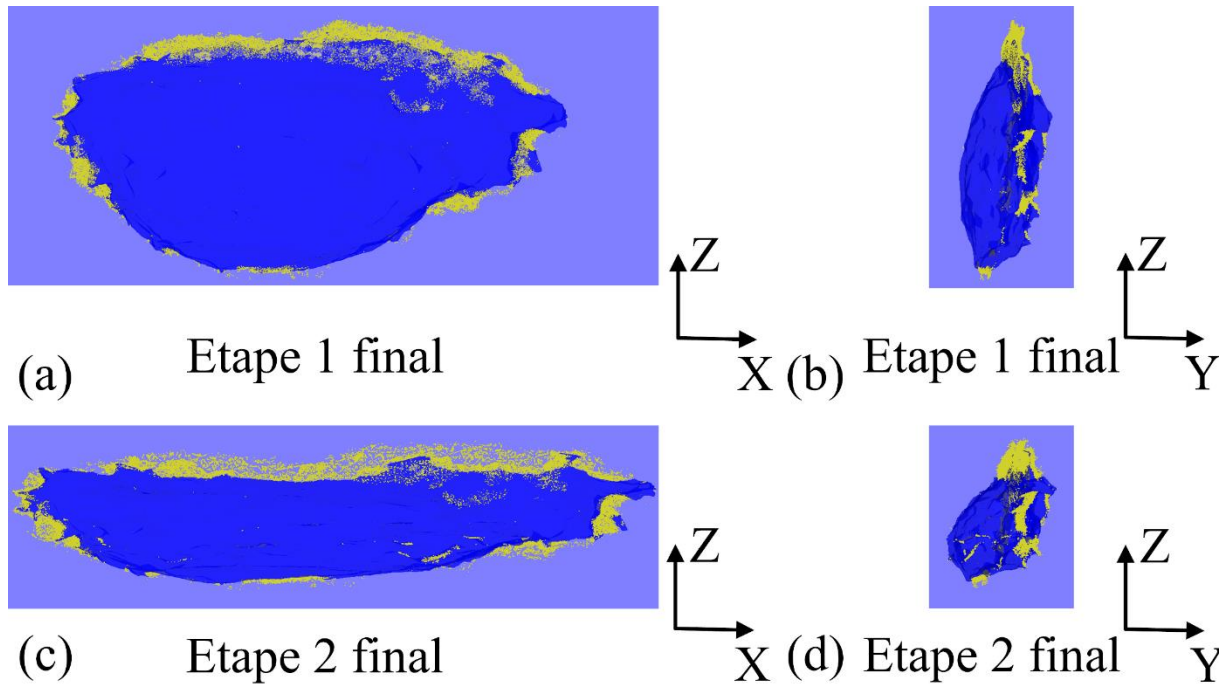 Z
X
(a) Etape 1 final
Z
Y
(b) Etape 1 final
Z
X
(c) Etape 2 final
Z
Y
(d) Etape 2 final